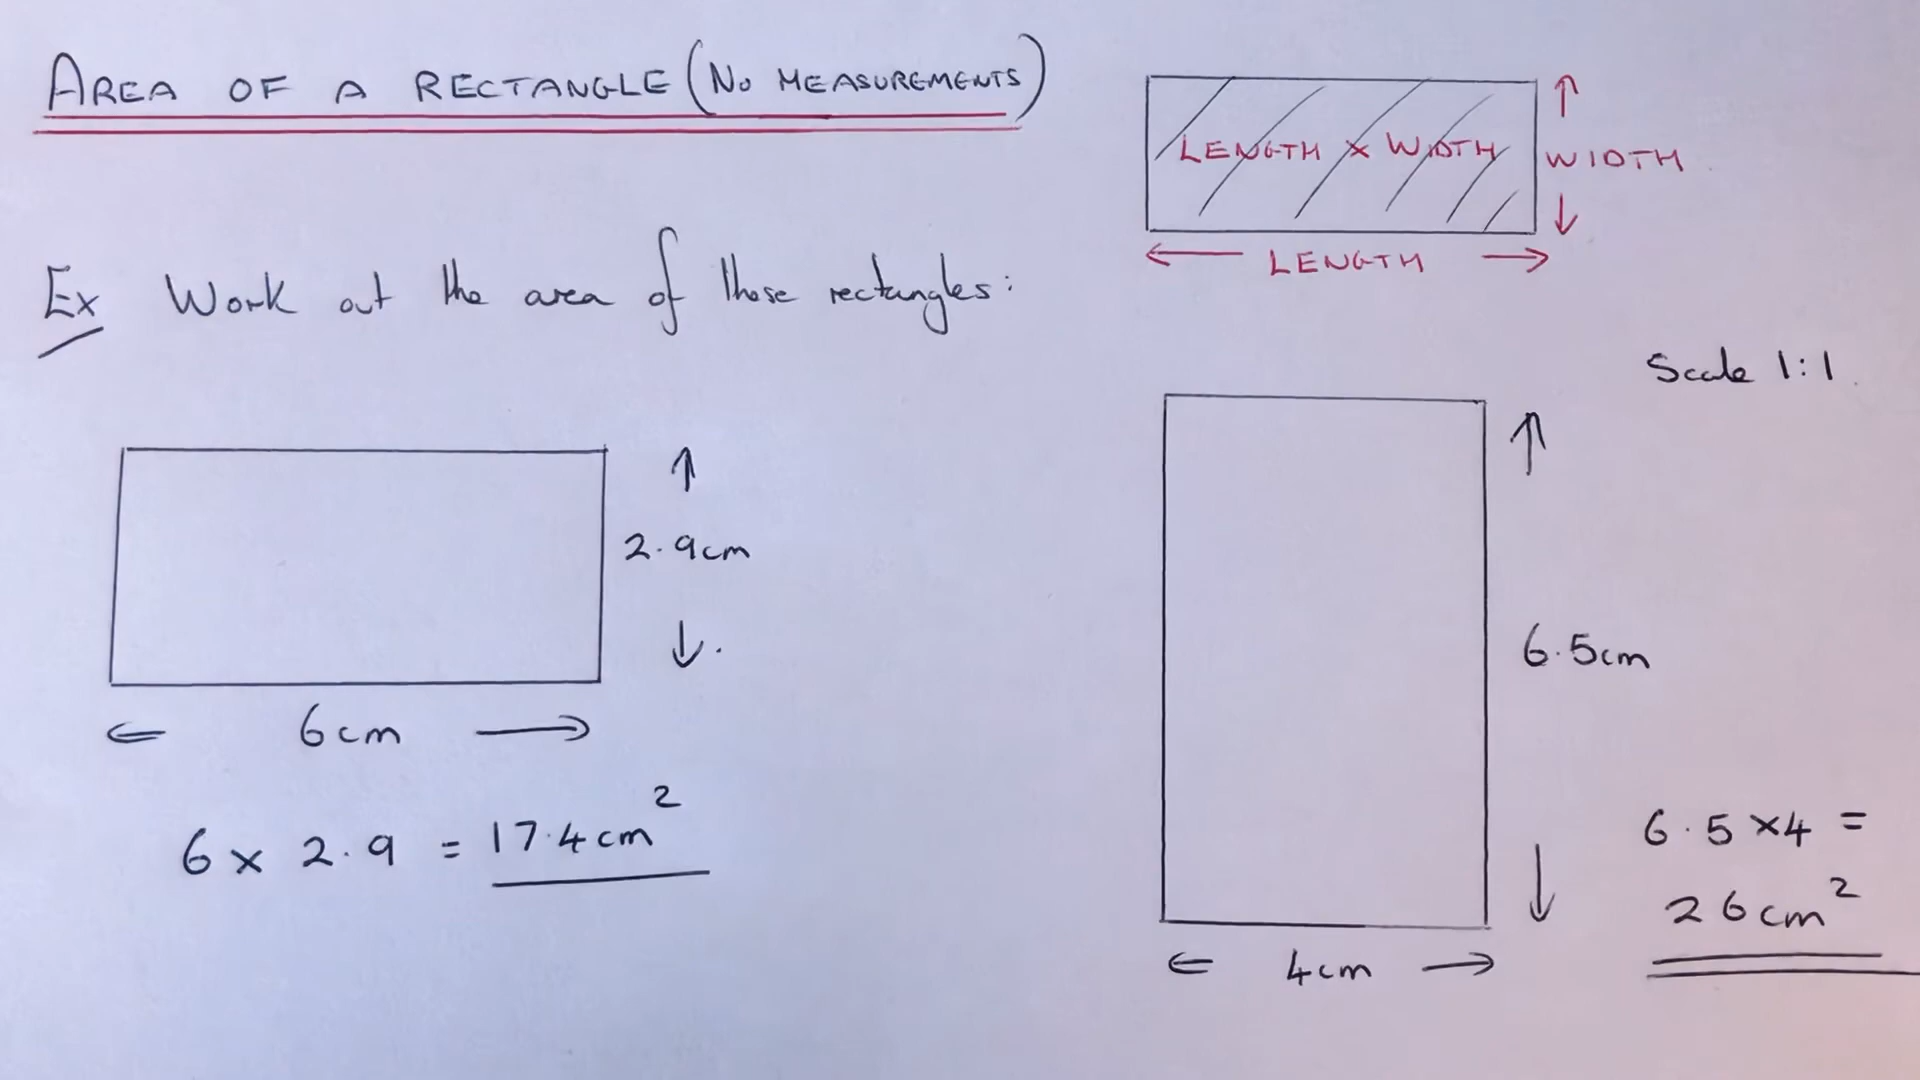 AREA OF A RECTANGLE (NO MEASUREMENTS)
LENGTH × WIDTH
WIDTH
LENGTH
Ex Work out the area of these rectangles:
Scale 1:1
2.9cm
6cm
6 × 2.9 = 17.4cm²
6.5cm
4cm
6.5 ×4 =
26cm²